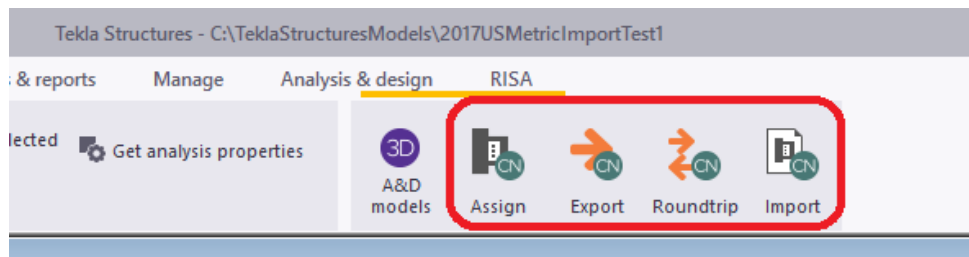 Tekla Structures - C:\TeklaStructuresModels\2017USMetricImportTest1
& reports Manage Analysis & design RISA
Get analysis properties
3D
A&D
models
CN
Assign
CN
Export
CN
Roundtrip
CN
Import